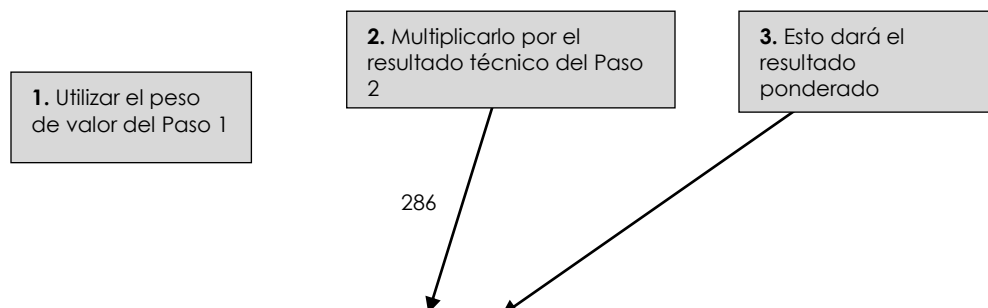 1. Utilizar el peso
de valor del Paso 1
2. Multiplicarlo por el
resultado técnico del Paso
2
3. Esto dará el
resultado
ponderado
286